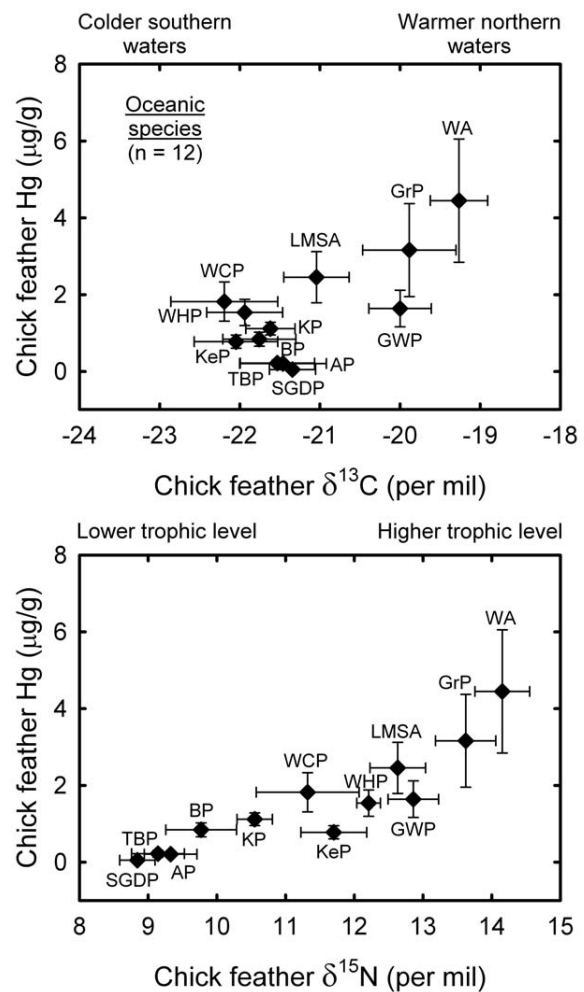 Colder southern waters
Warmer northern waters
Chick feather Hg (µg/g)
8
6
4
2
0
Oceanic
species
(n = 12)
WA
GrP
LMSA
WCP
WHP
KP
GWP
KeP
BP
TBP
AP
SGDP
-24 -23 -22 -21 -20 -19 -18
Chick feather δ13C (per mil)
Lower trophic level
Higher trophic level
Chick feather Hg (µg/g)
8
6
4
2
0
WA
GrP
LMSA
WCP
WHP
BP
GWP
KP
KeP
TBP
AP
SGDP
8 9 10 11 12 13 14 15
Chick feather δ15N (per mil)